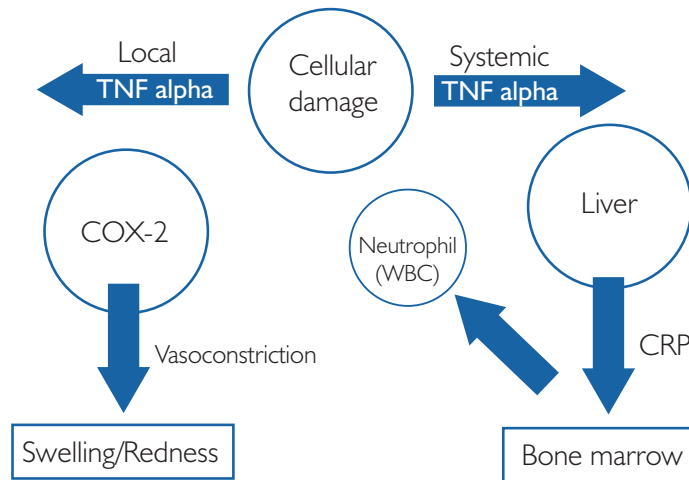 Local
TNF alpha
Cellular
damage
Systemic
TNF alpha
COX-2
Neutrophil
(WBC)
Liver
Vasoconstriction
CRP
Swelling/Redness
Bone marrow